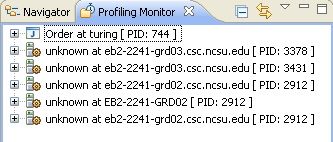 Navigator Profiling Monitor
Order at turing [ PID: 744 ]
unknown at eb2-2241-grd03.csc.ncsu.edu [ PID: 3378 ]
unknown at eb2-2241-grd03.csc.ncsu.edu [ PID: 3431 ]
unknown at eb2-2241-grd02.csc.ncsu.edu [ PID: 2912 ]
unknown at EB2-2241-GRD02 [ PID: 2912 ]
unknown at eb2-2241-grd02.csc.ncsu.edu [ PID: 2912 ]